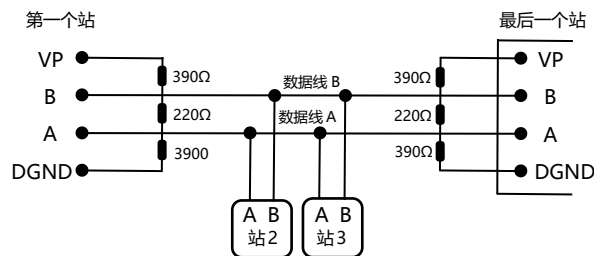 第一个站
最后一个站
VP
390Ω
数据线 B
390Ω
VP
B
B
220Ω
数据线 A
220Ω
A
A
3900
390Ω
DGND
DGND
A B
A B
站2
站3